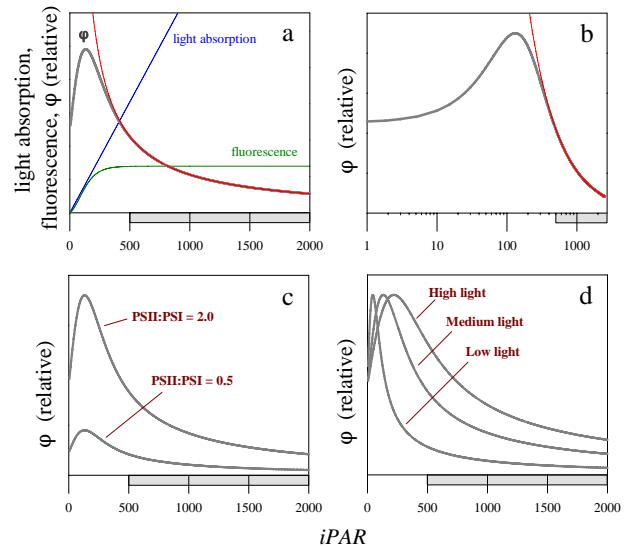 light absorption,
fluorescence, φ (relative)
φ
a
light absorption
fluorescence
0
500
1000
1500
2000
φ (relative)
b
1
10
100
1000
φ (relative)
c
PSII:PSI = 2.0
PSII:PSI = 0.5
0
500
1000
1500
2000
φ (relative)
d
High light
Medium light
Low light
0
500
1000
1500
2000
iPAR